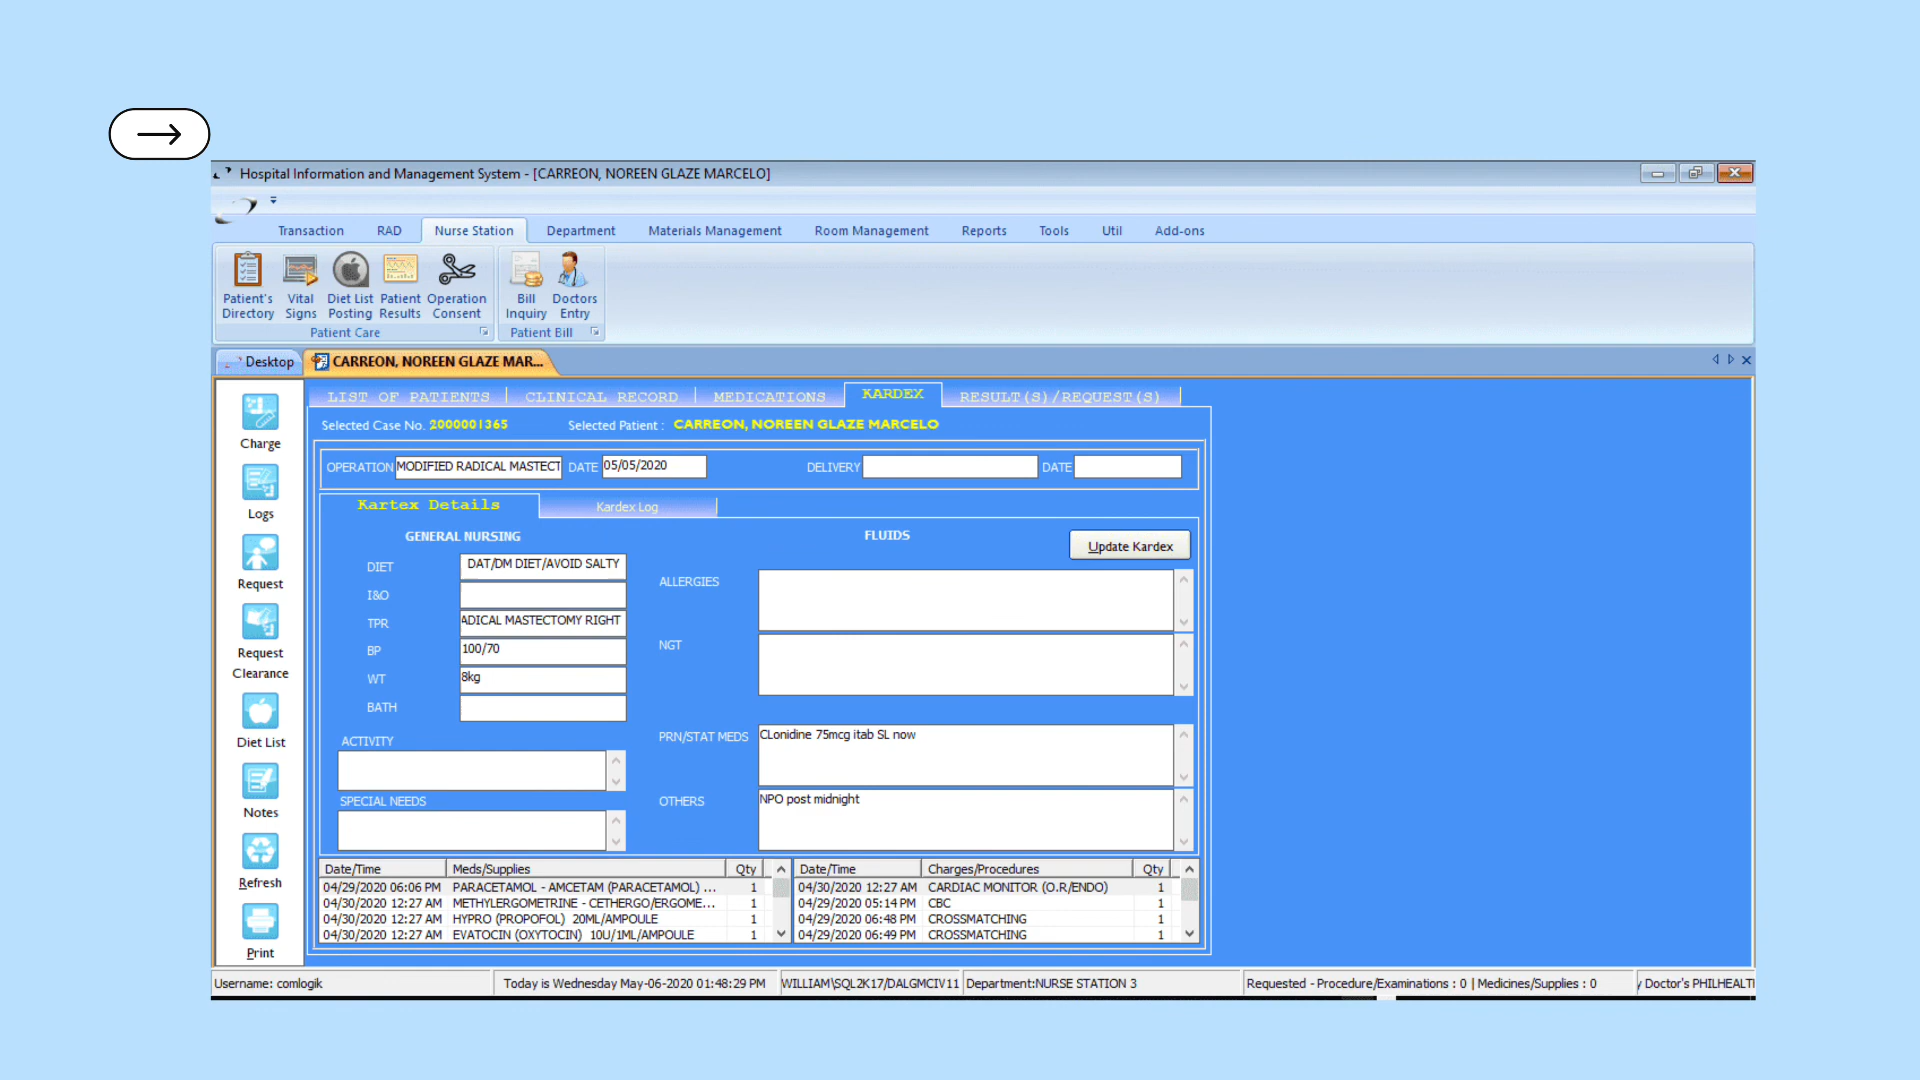 Hospital Information and Management System - [CARREON, NOREEN GLAZE MARCELO]
Transaction RAD Nurse Station Department Materials Management Room Management Reports Tools Util Add-ons
Patient's Directory
Vital Signs
Diet List Posting
Patient Results
Operation Consent
Bill Inquiry
Doctors Entry
Patient Care
Patient Bill
Desktop CARREON, NOREEN GLAZE MAR...
Charge
Logs
Request
Request
Clearance
Diet List
Notes
Refresh
Print
LIST OF PATIENTS CLINICAL RECORD MEDICATIONS KARDEX RESULT(S)/REQUEST(S)
Selected Case No. 2000001365 Selected Patient : CARREON, NOREEN GLAZE MARCELO
OPERATION MODIFIED RADICAL MASTECT DATE 05/05/2020 DELIVERY DATE
Kartex Details Kardex Log
GENERAL NURSING
DIET DAT/DM DIET/AVOID SALTY
I&O
TPR ADICAL MASTECTOMY RIGHT
BP 100/70
WT 8kg
BATH
ACTIVITY
SPECIAL NEEDS
FLUIDS
Update Kardex
ALLERGIES
NGT
PRN/STAT MEDS CLonidine 75mcg itab SL now
OTHERS NPO post midnight
Date/Time Meds/Supplies Qty
04/29/2020 06:06 PM PARACETAMOL - AMCETAM (PARACETAMOL) ... 1
04/30/2020 12:27 AM METHYLERGOMETRINE - CETHERGO/ERGOME... 1
04/30/2020 12:27 AM HYPRO (PROPOFOL) 20ML/AMPOULE 1
04/30/2020 12:27 AM EVATOCIN (OXYTOCIN) 10U/1ML/AMPOULE 1
Date/Time Charges/Procedures Qty
04/30/2020 12:27 AM CARDIAC MONITOR (O.R/ENDO) 1
04/29/2020 05:14 PM CBC 1
04/29/2020 06:48 PM CROSSMATCHING 1
04/29/2020 06:49 PM CROSSMATCHING 1
Username: comlogik Today is Wednesday May-06-2020 01:48:29 PM WILLIAM\SQL2K17/DALGMCIV11 Department:NURSE STATION 3 Requested - Procedure/Examinations : 0 | Medicines/Supplies : 0 y Doctor's PHILHEALTI